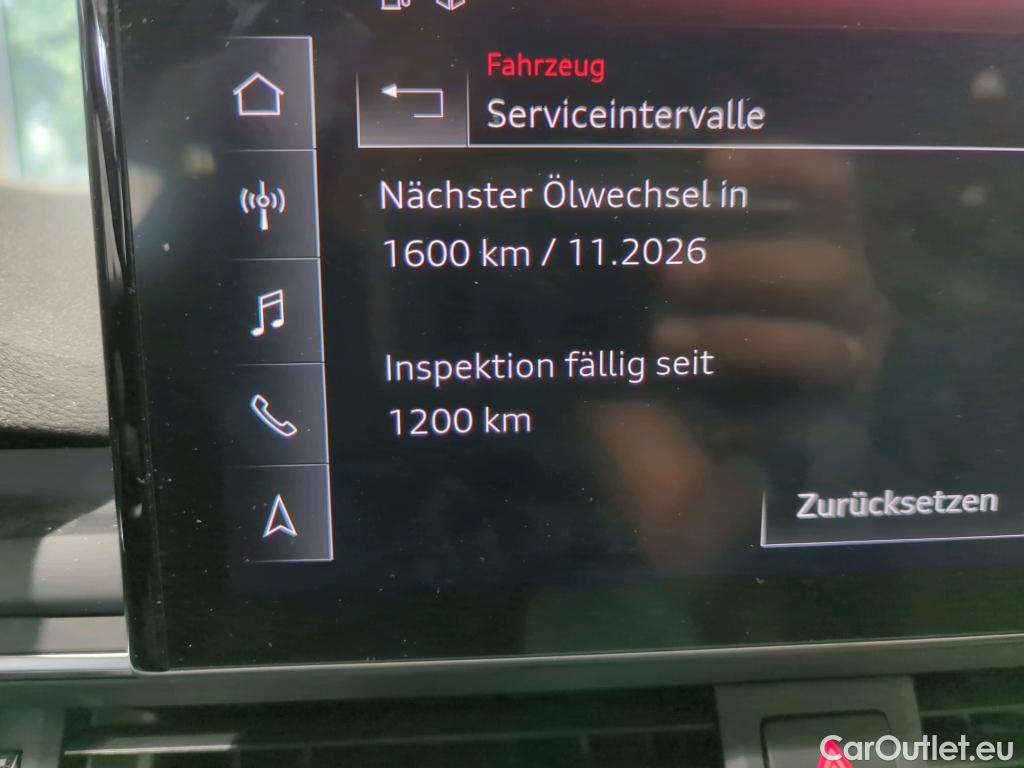 Fahrzeug
Serviceintervalle
Nächster Ölwechsel in
1600 km / 11.2026
Inspektion fällig seit
1200 km
Zurücksetzen
CarOutlet.eu